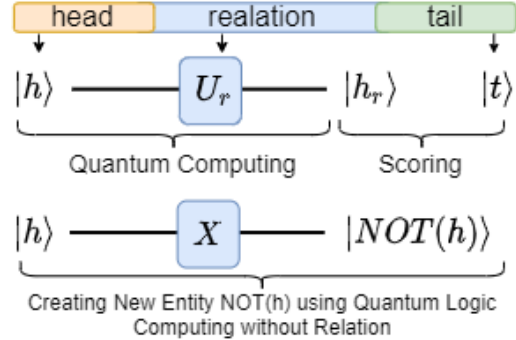 head realation tail
|h⟩ U_r |h_r⟩ |t⟩
Quantum Computing Scoring
|h⟩ X |NOT(h)⟩
Creating New Entity NOT(h) using Quantum Logic
Computing without Relation